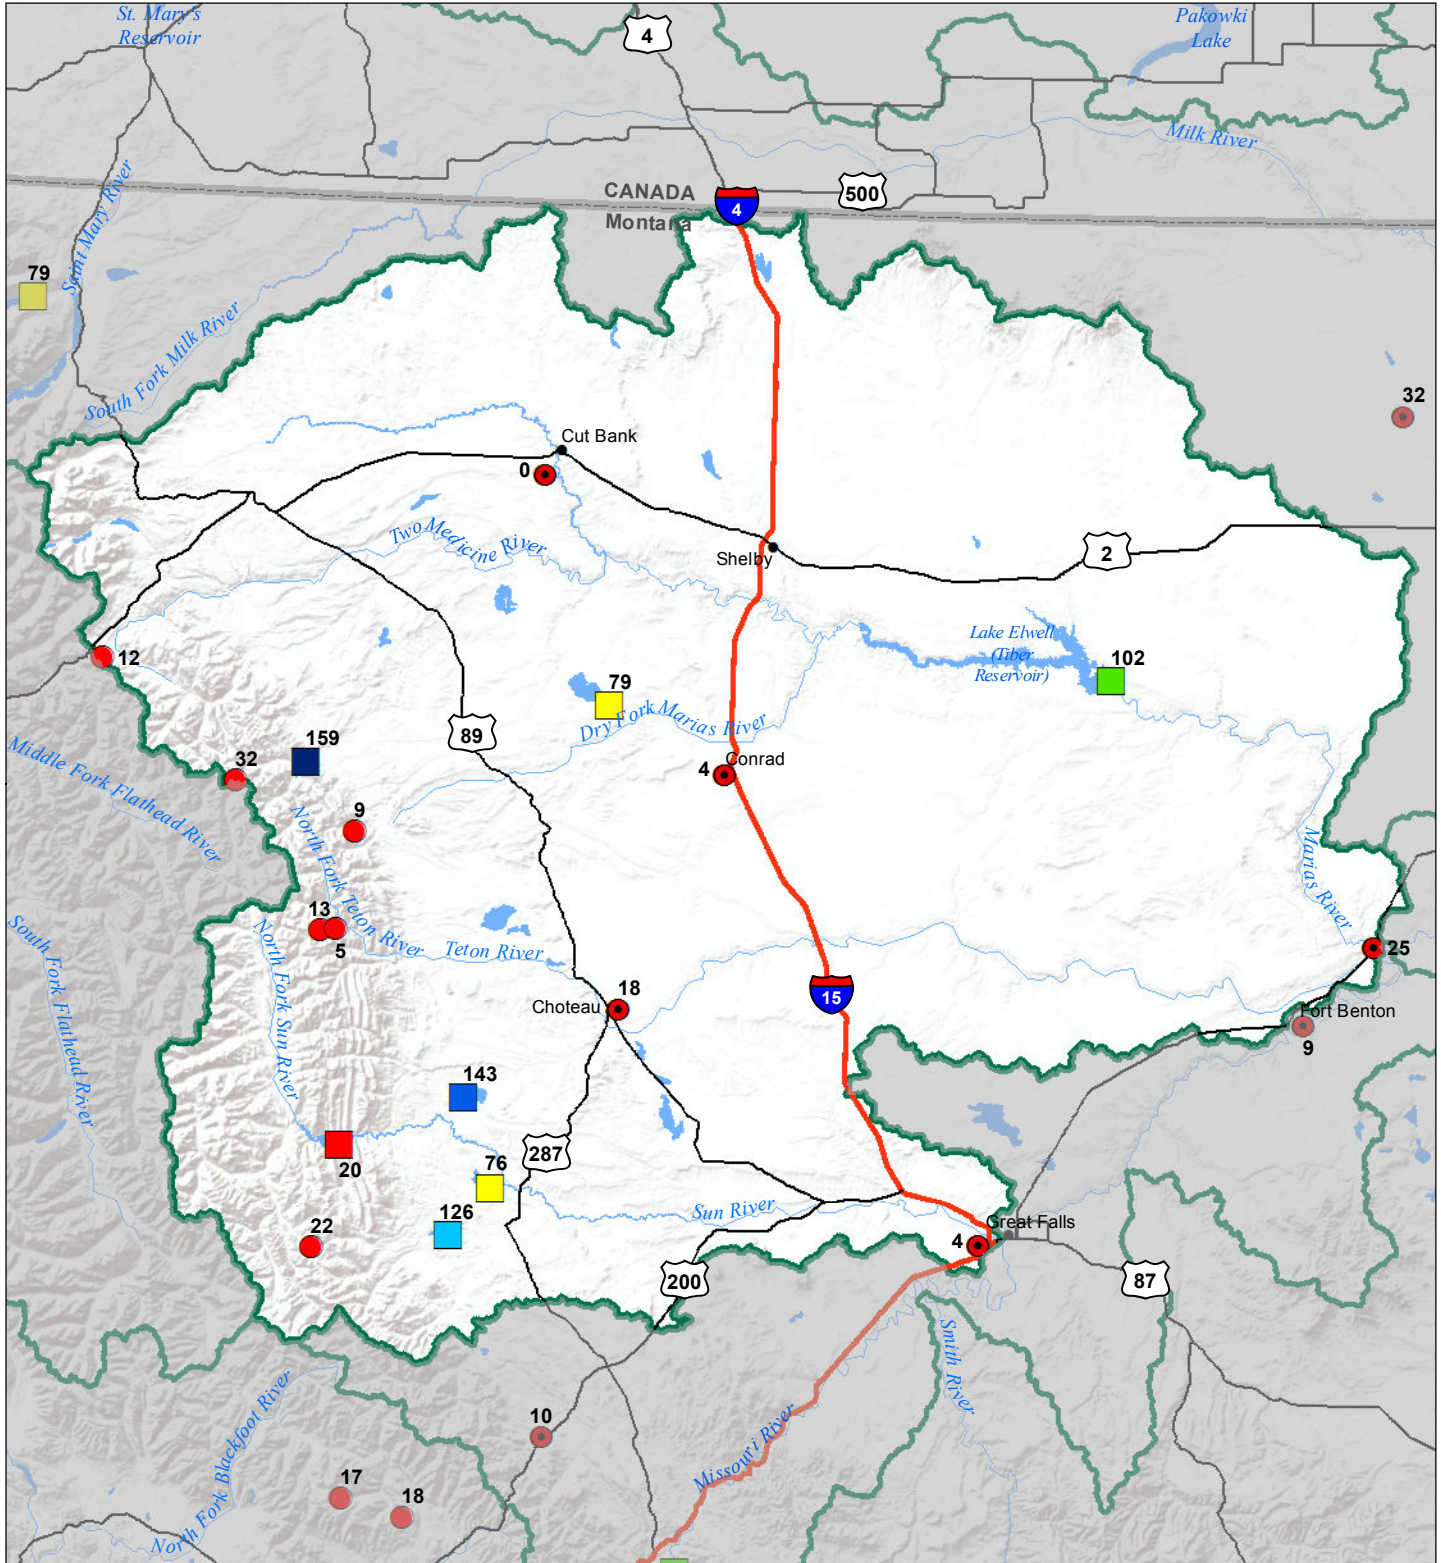 St. Mary's
Reservoir
4
Pakowki
Lake
Milk River
Saint Mary River
CANADA
Montana
4
500
79
South Fork Milk River
32
Cut Bank
0
Two Medicine River
Shelby
2
Lake Elwell
(Tiber
Reservoir)
102
12
79
Dry Fork Marias River
89
159
Middle Fork Flathead River
32
Conrad
4
9
North Fork Teton River
Marias River
13
5
Teton River
South Fork Flathead River
North Fork Sun River
25
18
Choteau
15
Fort Benton
9
143
20
287
76
126
Sun River
22
Great Falls
4
200
87
Smith River
North Fork Blackfoot River
Missouri River
10
17
18